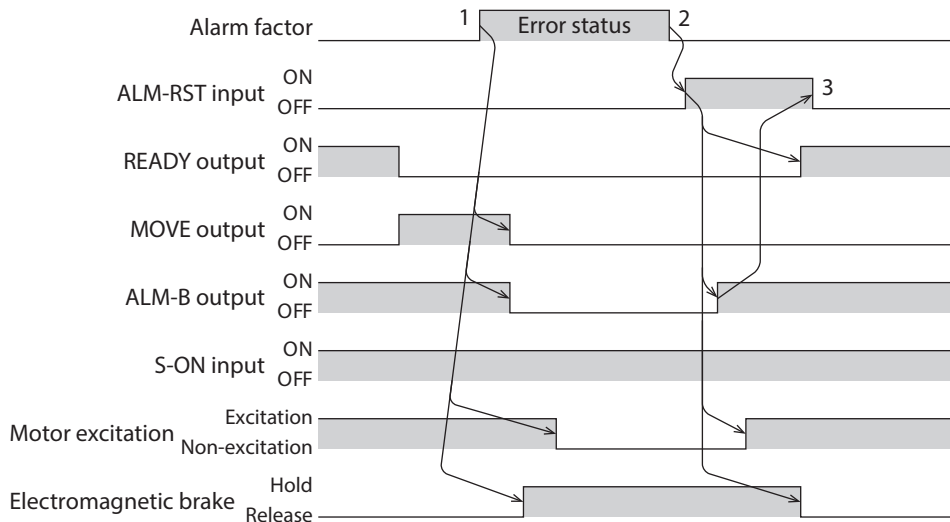 1
Error status
2
Alarm factor
ON
ALM-RST input
OFF
3
ON
READY output
OFF
ON
MOVE output
OFF
ON
ALM-B output
OFF
ON
S-ON input
OFF
Excitation
Motor excitation
Non-excitation
Hold
Electromagnetic brake
Release